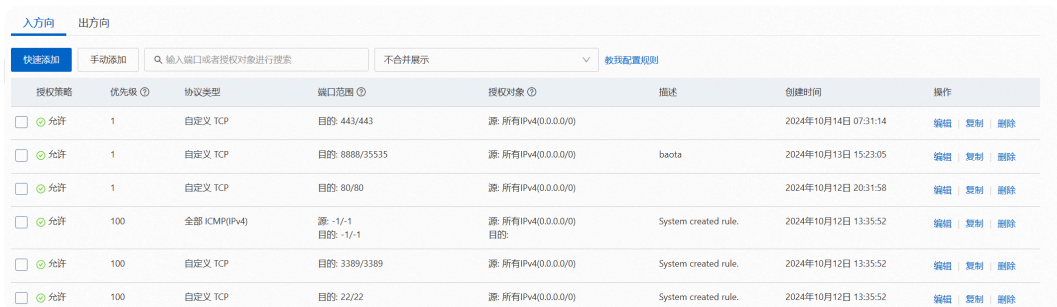 入方向 出方向
快速添加 手动添加 输入端口或者授权对象进行搜索 不合并展示 教我配置规则
授权策略 优先级 协议类型 端口范围 授权对象 描述 创建时间 操作
允许 1 自定义 TCP 目的: 443/443 源: 所有IPv4(0.0.0.0/0) 2024年10月14日 07:31:14 编辑 复制 删除
允许 1 自定义 TCP 目的: 8888/35535 源: 所有IPv4(0.0.0.0/0) baota 2024年10月13日 15:23:05 编辑 复制 删除
允许 1 自定义 TCP 目的: 80/80 源: 所有IPv4(0.0.0.0/0) 2024年10月12日 20:31:58 编辑 复制 删除
允许 100 全部 ICMP(IPv4) 源: -1/-1 源: 所有IPv4(0.0.0.0/0) System created rule. 2024年10月12日 13:35:52 编辑 复制 删除
目的: -1/-1 目的:
允许 100 自定义 TCP 目的: 3389/3389 源: 所有IPv4(0.0.0.0/0) System created rule. 2024年10月12日 13:35:52 编辑 复制 删除
允许 100 自定义 TCP 目的: 22/22 源: 所有IPv4(0.0.0.0/0) System created rule. 2024年10月12日 13:35:52 编辑 复制 删除